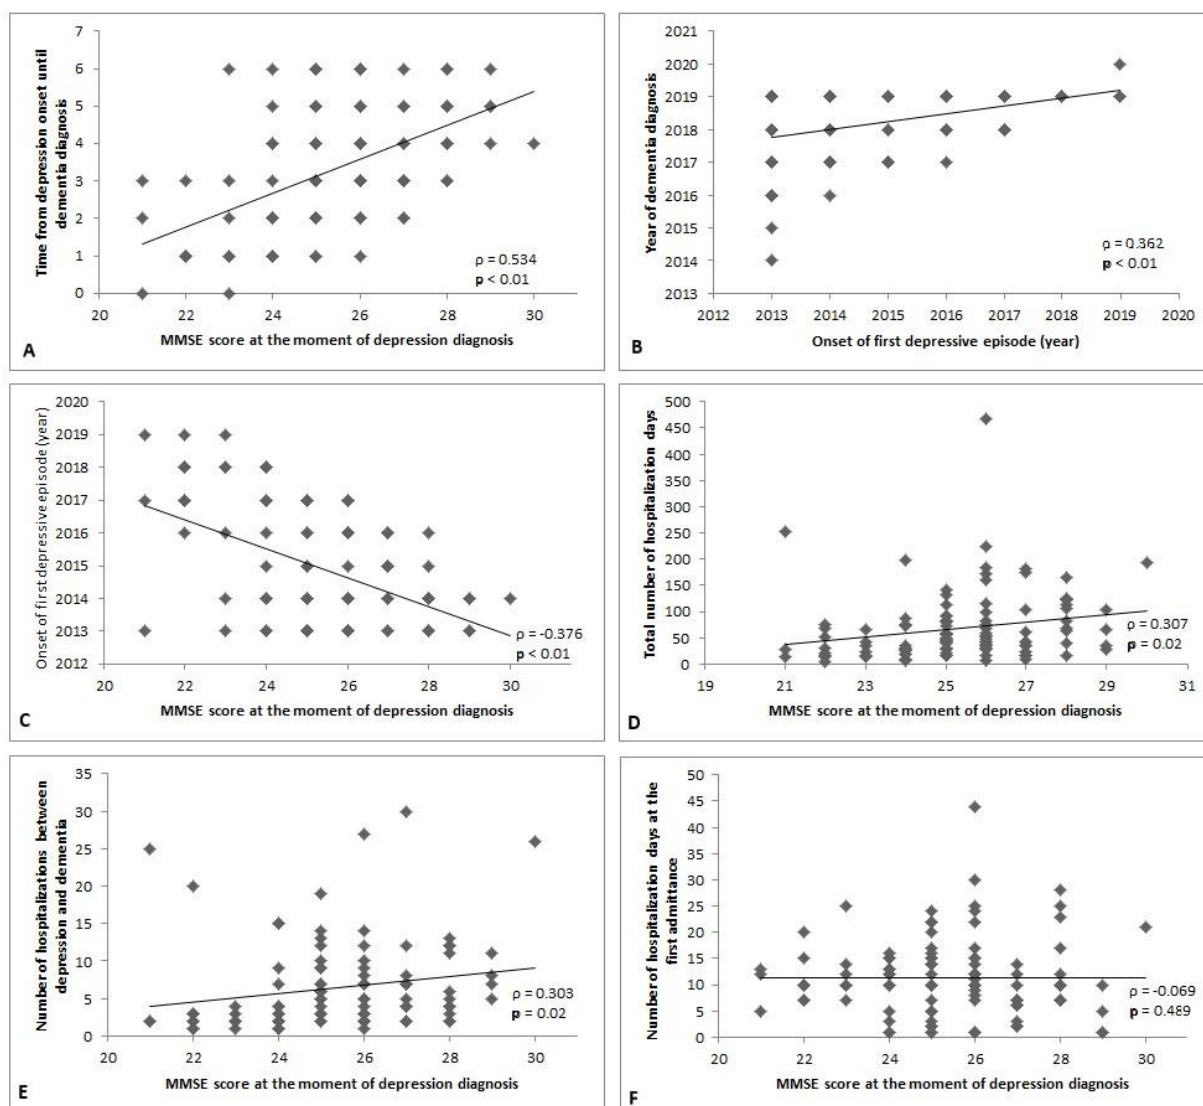 Time from depression onset until
dementia diagnosis
7
6
5
4
3
2
1
0
20 22 24 26 28 30
ρ = 0.534
p < 0.01
MMSE score at the moment of depression diagnosis
A
Year of dementia diagnosis
2021
2020
2019
2018
2017
2016
2015
2014
2013
2012 2013 2014 2015 2016 2017 2018 2019 2020
ρ = 0.362
p < 0.01
Onset of first depressive episode (year)
B
Onset of first depressive episode (year)
2020
2019
2018
2017
2016
2015
2014
2013
2012
20 22 24 26 28 30
ρ = -0.376
p < 0.01
MMSE score at the moment of depression diagnosis
C
Total number of hospitalization days
500
450
400
350
300
250
200
150
100
50
0
19 21 23 25 27 29 31
ρ = 0.307
p = 0.02
MMSE score at the moment of depression diagnosis
D
Number of hospitalizations between
depression and dementia
35
30
25
20
15
10
5
0
20 22 24 26 28 30
ρ = 0.303
p = 0.02
MMSE score at the moment of depression diagnosis
E
Number of hospitalization days at the
first admittance
50
45
40
35
30
25
20
15
10
5
0
20 22 24 26 28 30
ρ = -0.069
p = 0.489
MMSE score at the moment of depression diagnosis
F